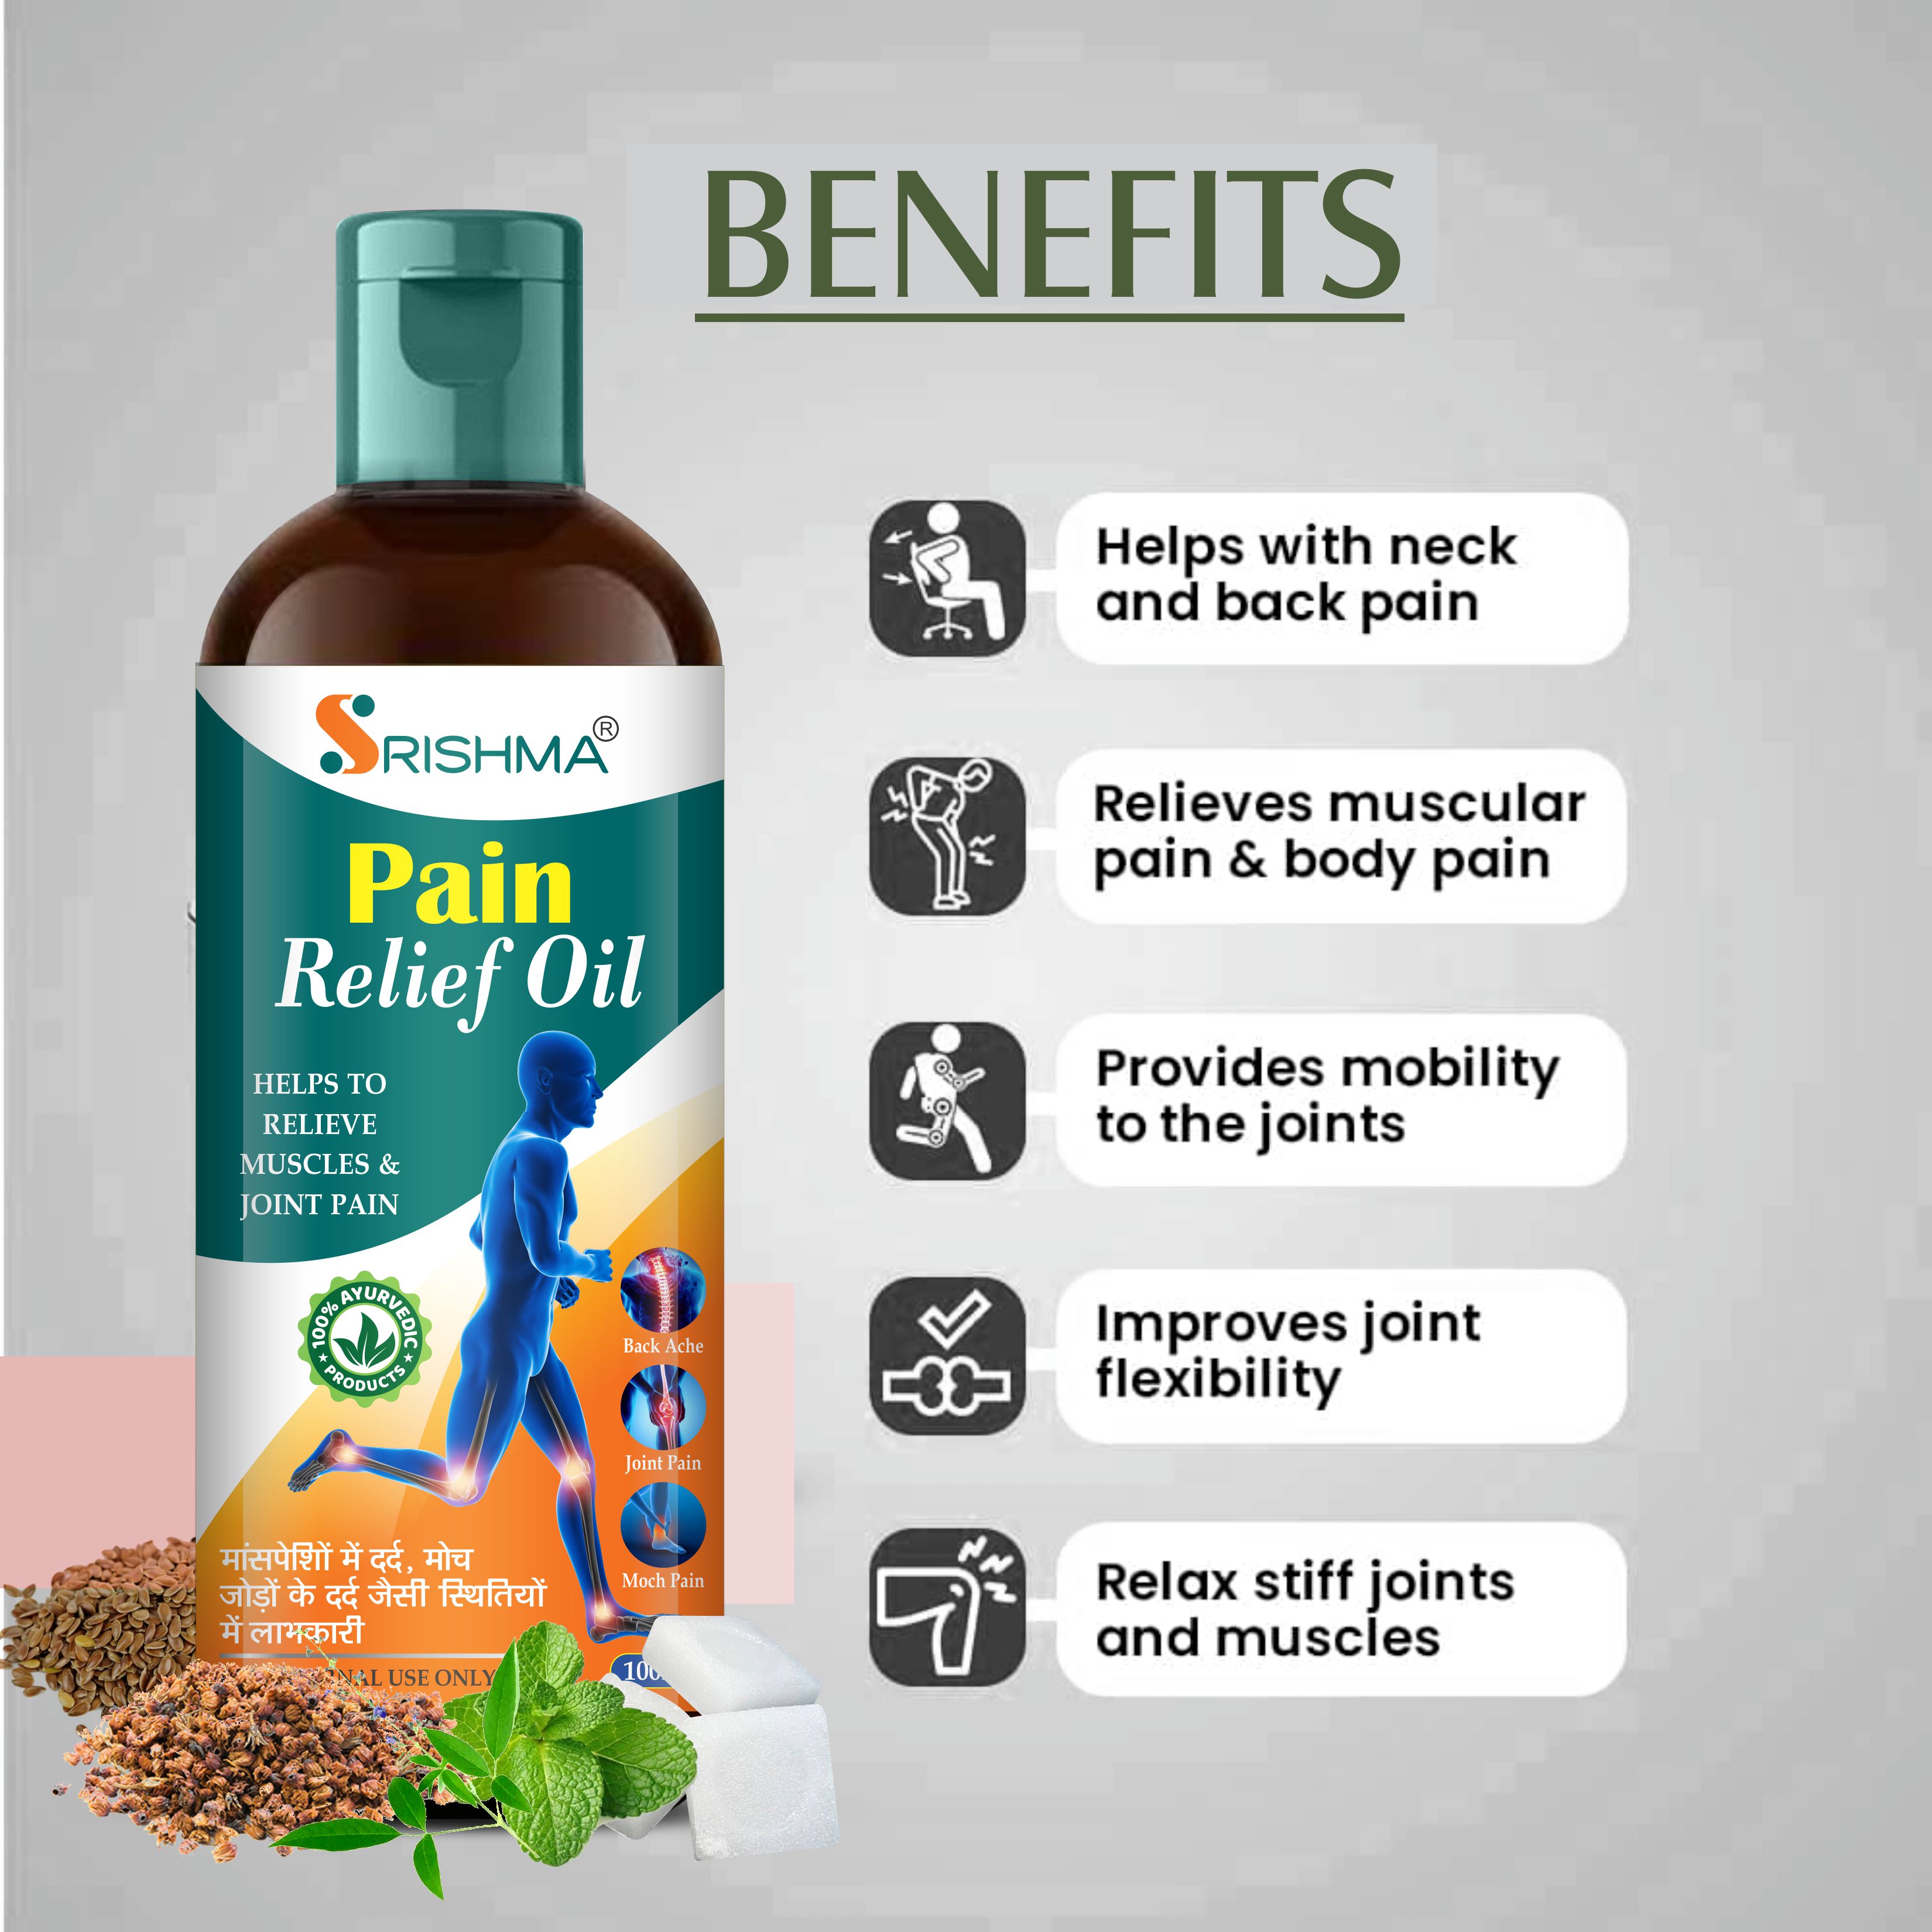 BENEFITS
SRISHMA®
Pain
Relief Oil
HELPS TO
RELIEVE
MUSCLES &
JOINT PAIN
100% AYURVEDIC
PRODUCTS
Back Ache
Joint Pain
Moch Pain
मांसपेशिों में दर्द, मोच
जोड़ों के दर्द जैसी स्थितियों
में लाभकारी
USE ONLY
Helps with neck
and back pain
Relieves muscular
pain & body pain
Provides mobility
to the joints
Improves joint
flexibility
Relax stiff joints
and muscles